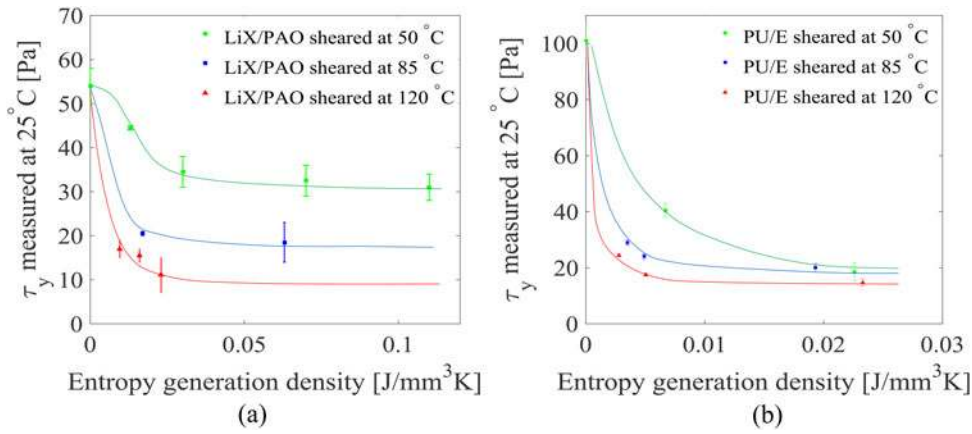 70
60
50
40
30
20
10
0
τy measured at 25 °C [Pa]
LiX/PAO sheared at 50 °C
LiX/PAO sheared at 85 °C
LiX/PAO sheared at 120 °C
0 0.05 0.1
Entropy generation density [J/mm³K]
(a)
100
80
60
40
20
0
τy measured at 25 °C [Pa]
PU/E sheared at 50 °C
PU/E sheared at 85 °C
PU/E sheared at 120 °C
0 0.01 0.02 0.03
Entropy generation density [J/mm³K]
(b)